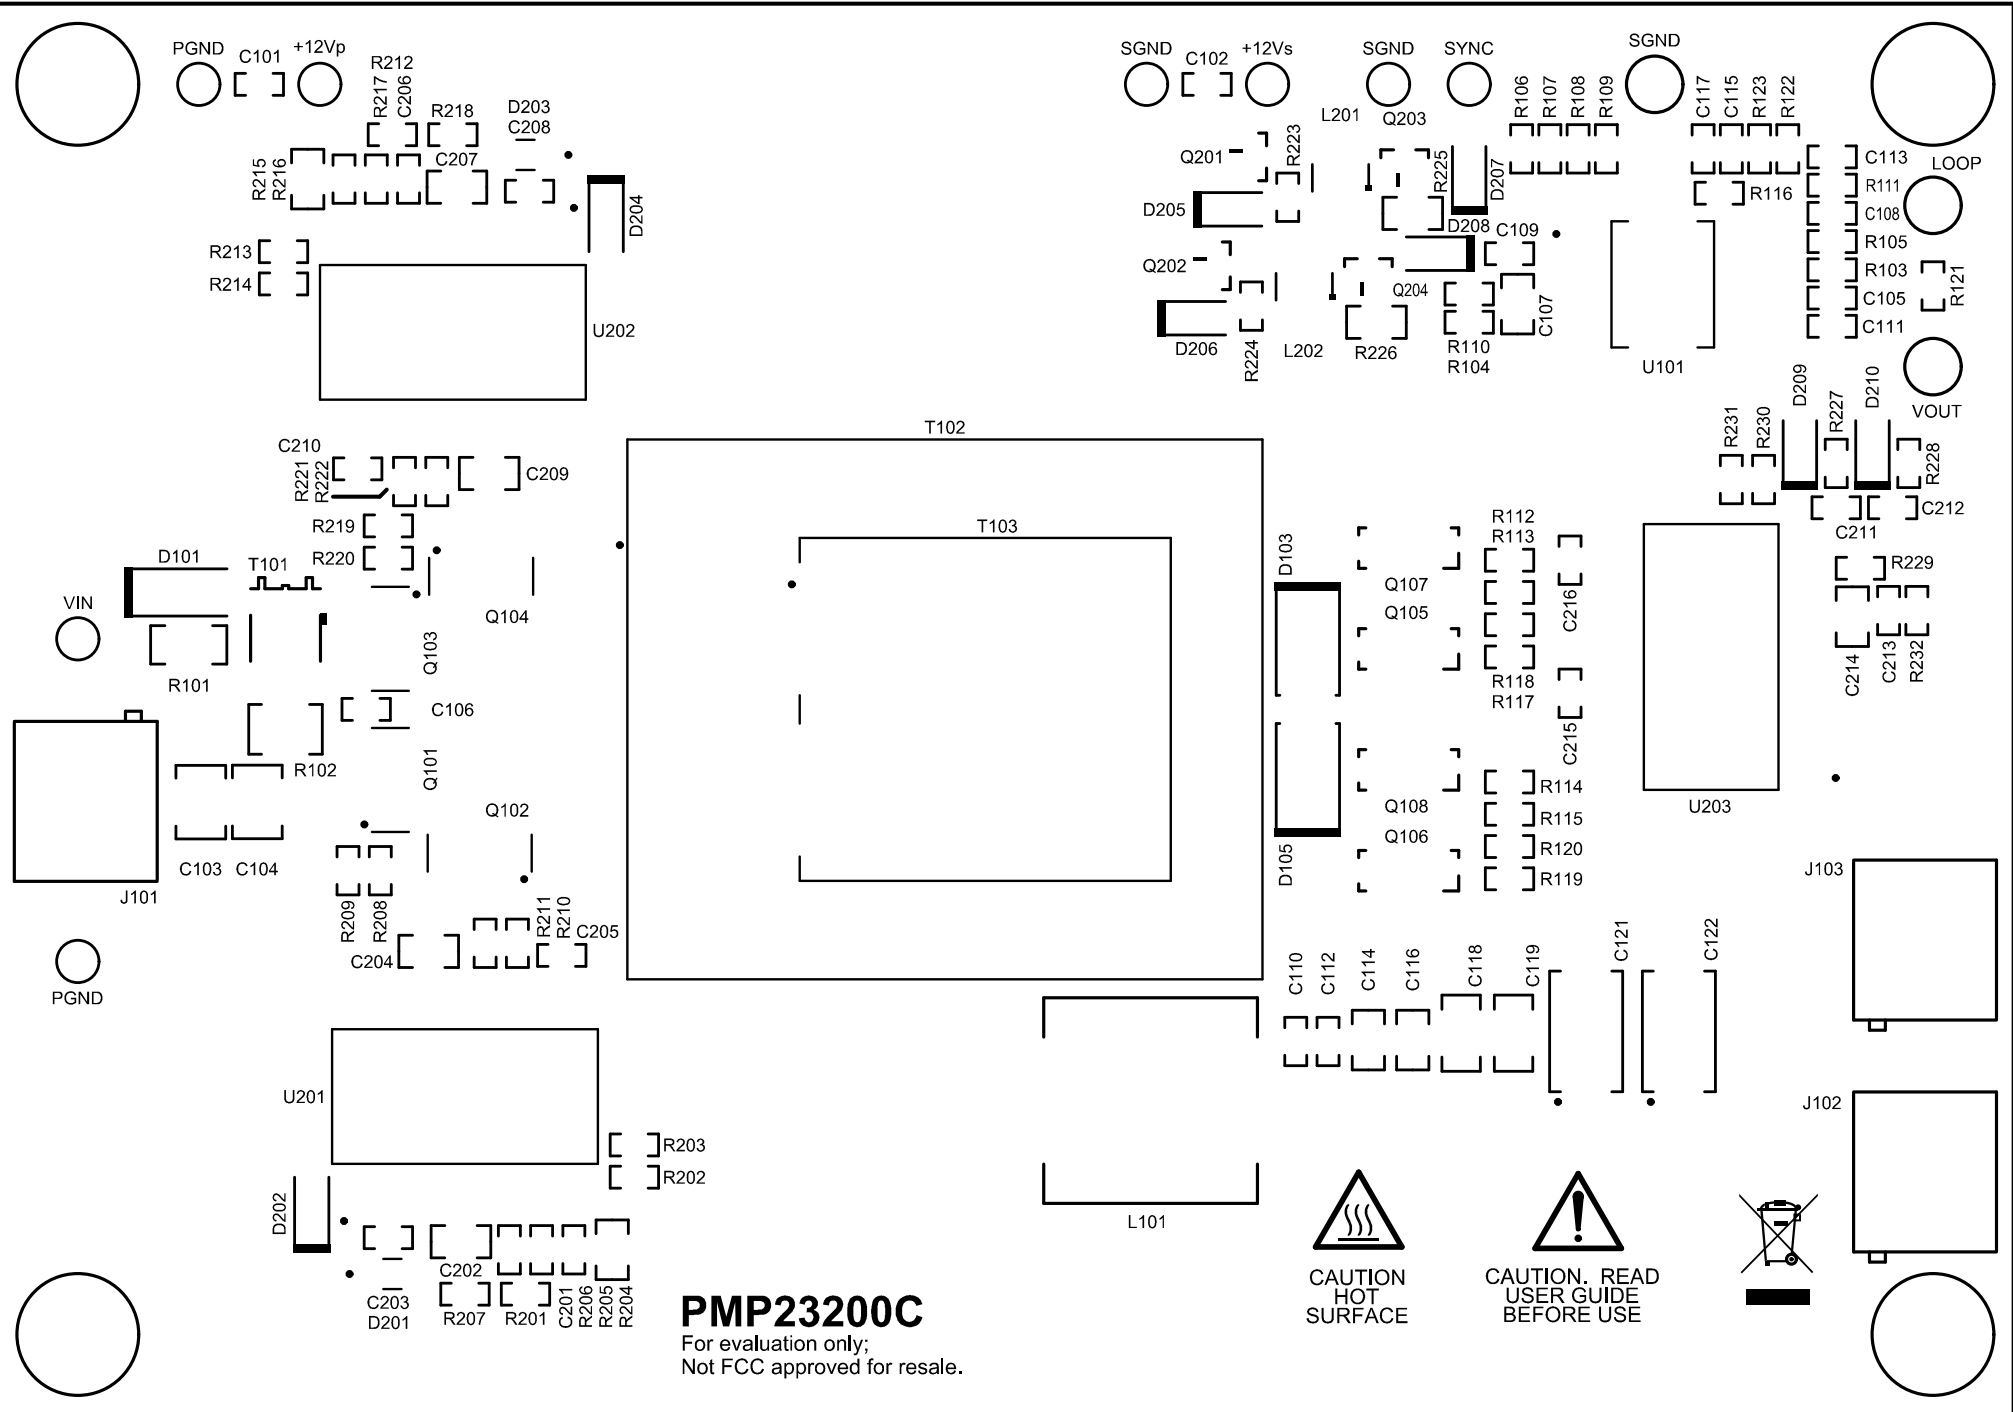 PGND
C101
+12Vp
R212
R217
C206
R218
D203
C208
R215
R216
C207
D204
R213
R214
U202
SGND
C102
+12Vs
SGND
SYNC
SGND
L201
Q203
R106
R107
R108
R109
C117
C115
R123
R122
Q201
R223
R225
D207
C113
LOOP
R111
R116
D205
C108
D208
C109
R105
Q202
R103
Q204
C105
R121
C107
C111
D206
R224
L202
R226
R110
R104
U101
D209
D210
VOUT
R231
R230
R227
R228
C212
C211
T102
C210
R221
R222
C209
R219
R220
T103
D101
T101
VIN
Q104
Q103
R101
C106
Q101
R102
Q102
C103
C104
J101
R209
R208
R211
R210
C205
C204
PGND
D103
Q107
Q105
R112
R113
C216
R118
R117
C215
R229
C214
C213
R232
R114
Q108
R115
Q106
R120
R119
D105
U203
J103
C110
C112
C114
C116
C118
C119
C121
C122
U201
J102
R203
R202
D202
L101
C202
C203
D201
R207
R201
C201
R206
R205
R204
PMP23200C
For evaluation only;
Not FCC approved for resale.
CAUTION
HOT
SURFACE
CAUTION. READ
USER GUIDE
BEFORE USE